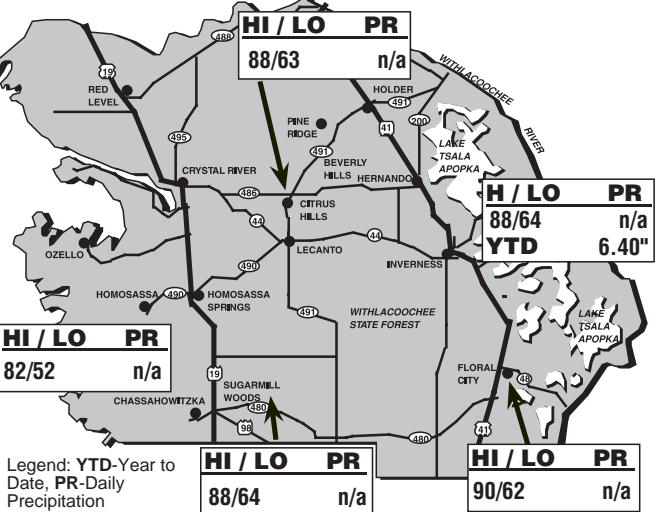 HI / LO PR
88/63 n/a
488
19
RED
LEVEL
HOLDER
491
WITHLACOOCHEE
RIVER
PINE
RIDGE
41
200
495
491
LAKE
TSALA
APOPKA
BEVERLY
HILLS
CRYSTAL RIVER
HERNANDO
486
H / LO PR
88/64 n/a
YTD 6.40"
CITRUS
HILLS
44
44
OZELLO
LECANTO
INVERNESS
490
HOMOSASSA
490
HOMOSASSA
SPRINGS
491
WITHLACOOCHEE
STATE FOREST
LAKE
TSALA
APOPKA
HI / LO PR
82/52 n/a
19
FLORAL
CITY
48
SUGARMILL
WOODS
CHASSAHOWITZKA
480
98
480
41
Legend: YTD-Year to
Date, PR-Daily
Precipitation
HI / LO PR
88/64 n/a
HI / LO PR
90/62 n/a